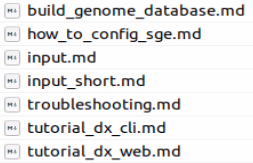 build_genome_database.md
how_to_config_sge.md
input.md
input_short.md
troubleshooting.md
tutorial_dx_cli.md
tutorial_dx_web.md